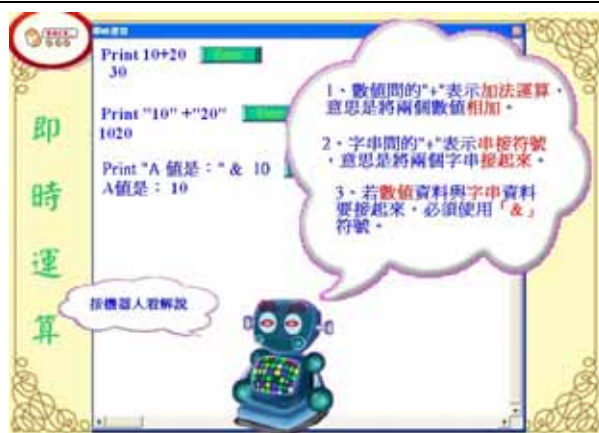 Print 10+20
30
Print "10" +"20"
1020
Print "A 值是:" & 10
A值是: 10
1、數值間的"+"表示加法運算,
意思是將兩個數值相加。
2、字串間的"+"表示串接符號
,意思是將兩個字串接起來。
3、若數值資料與字串資料
要接起來,必須使用「&」
符號。
即時運算
按機器人看解說